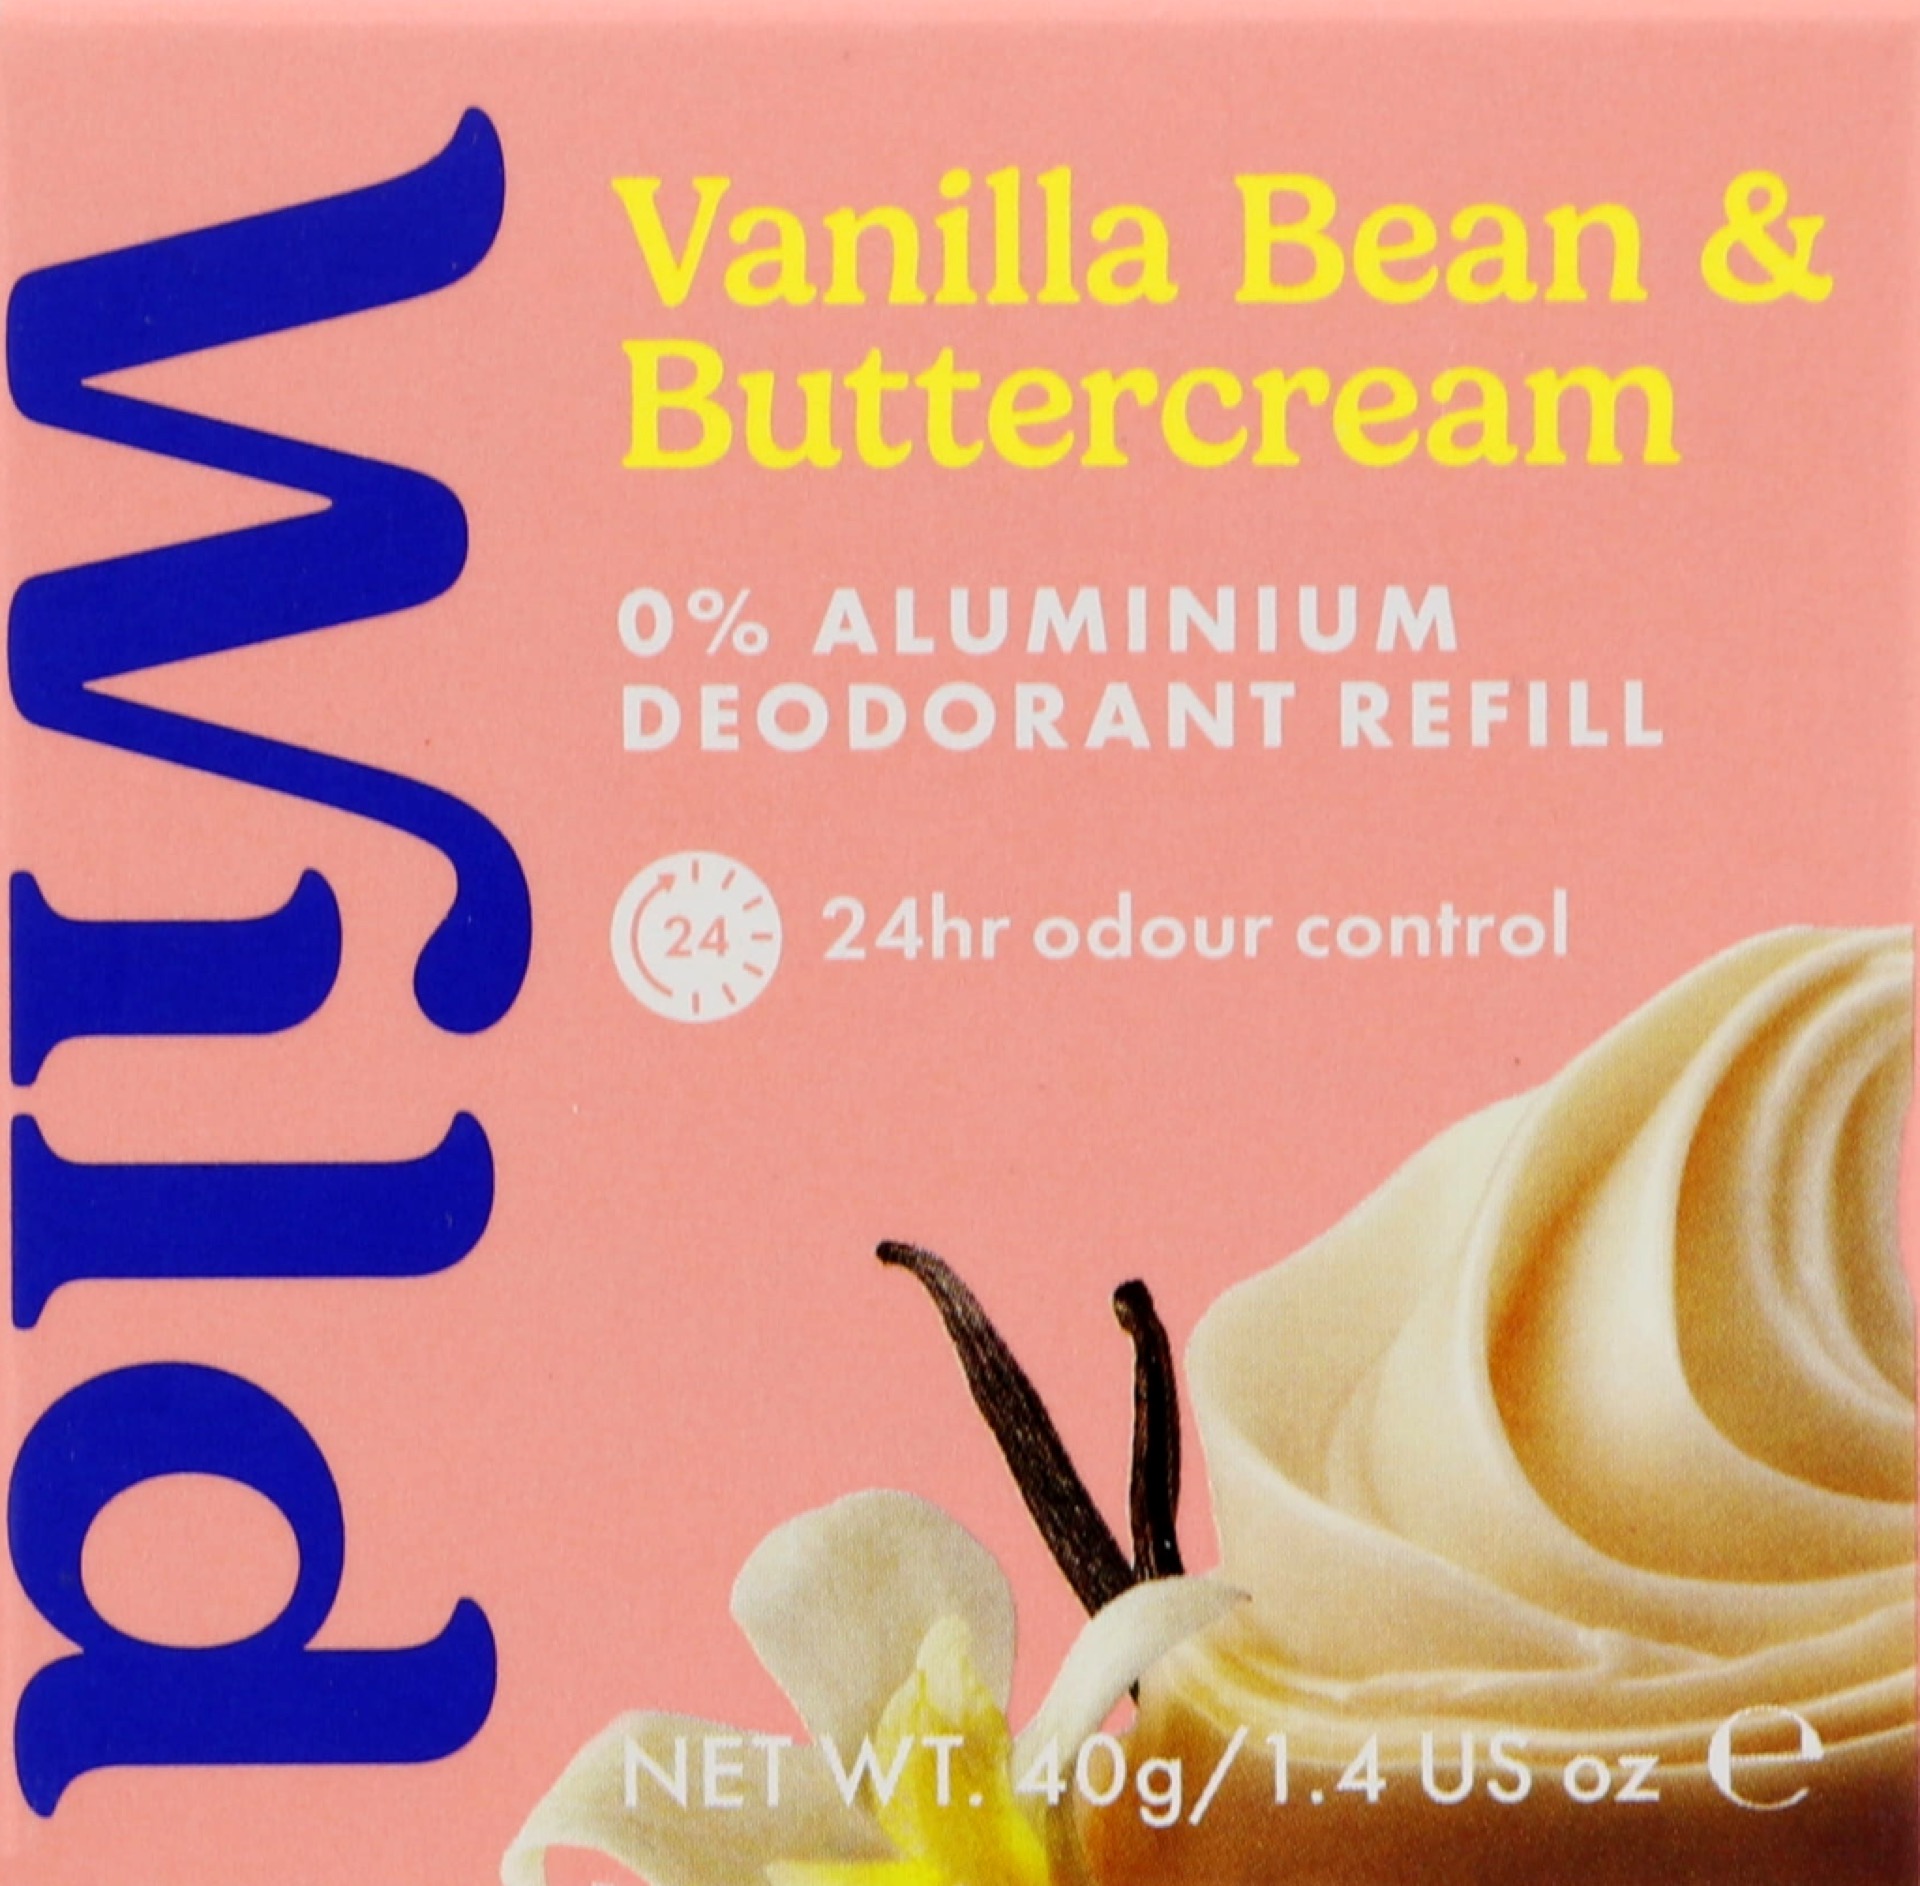 Wild
Vanilla Bean &
Buttercream
0% ALUMINIUM
DEODORANT REFILL
24
24hr odour control
NET WT. 40g/1.4 US oz ℮